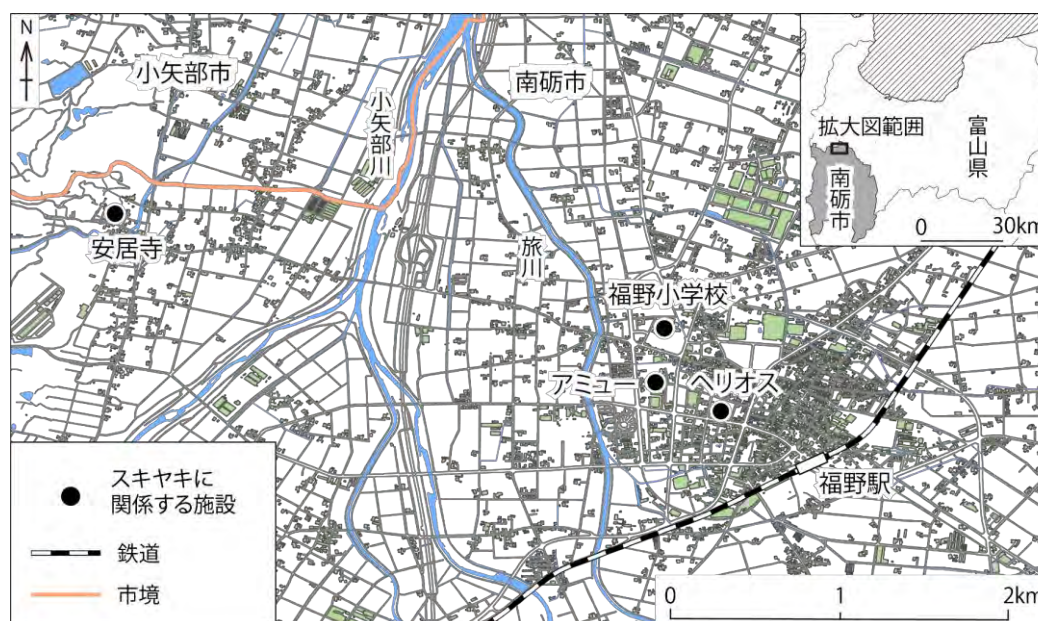 N
小矢部市
小矢部川
南砺市
拡大図範囲
富山県
南砺市
0 30km
安居寺
旅川
福野小学校
アミュー
ヘリオス
福野駅
スキヤキに
関係する施設
鉄道
市境
0 1 2km